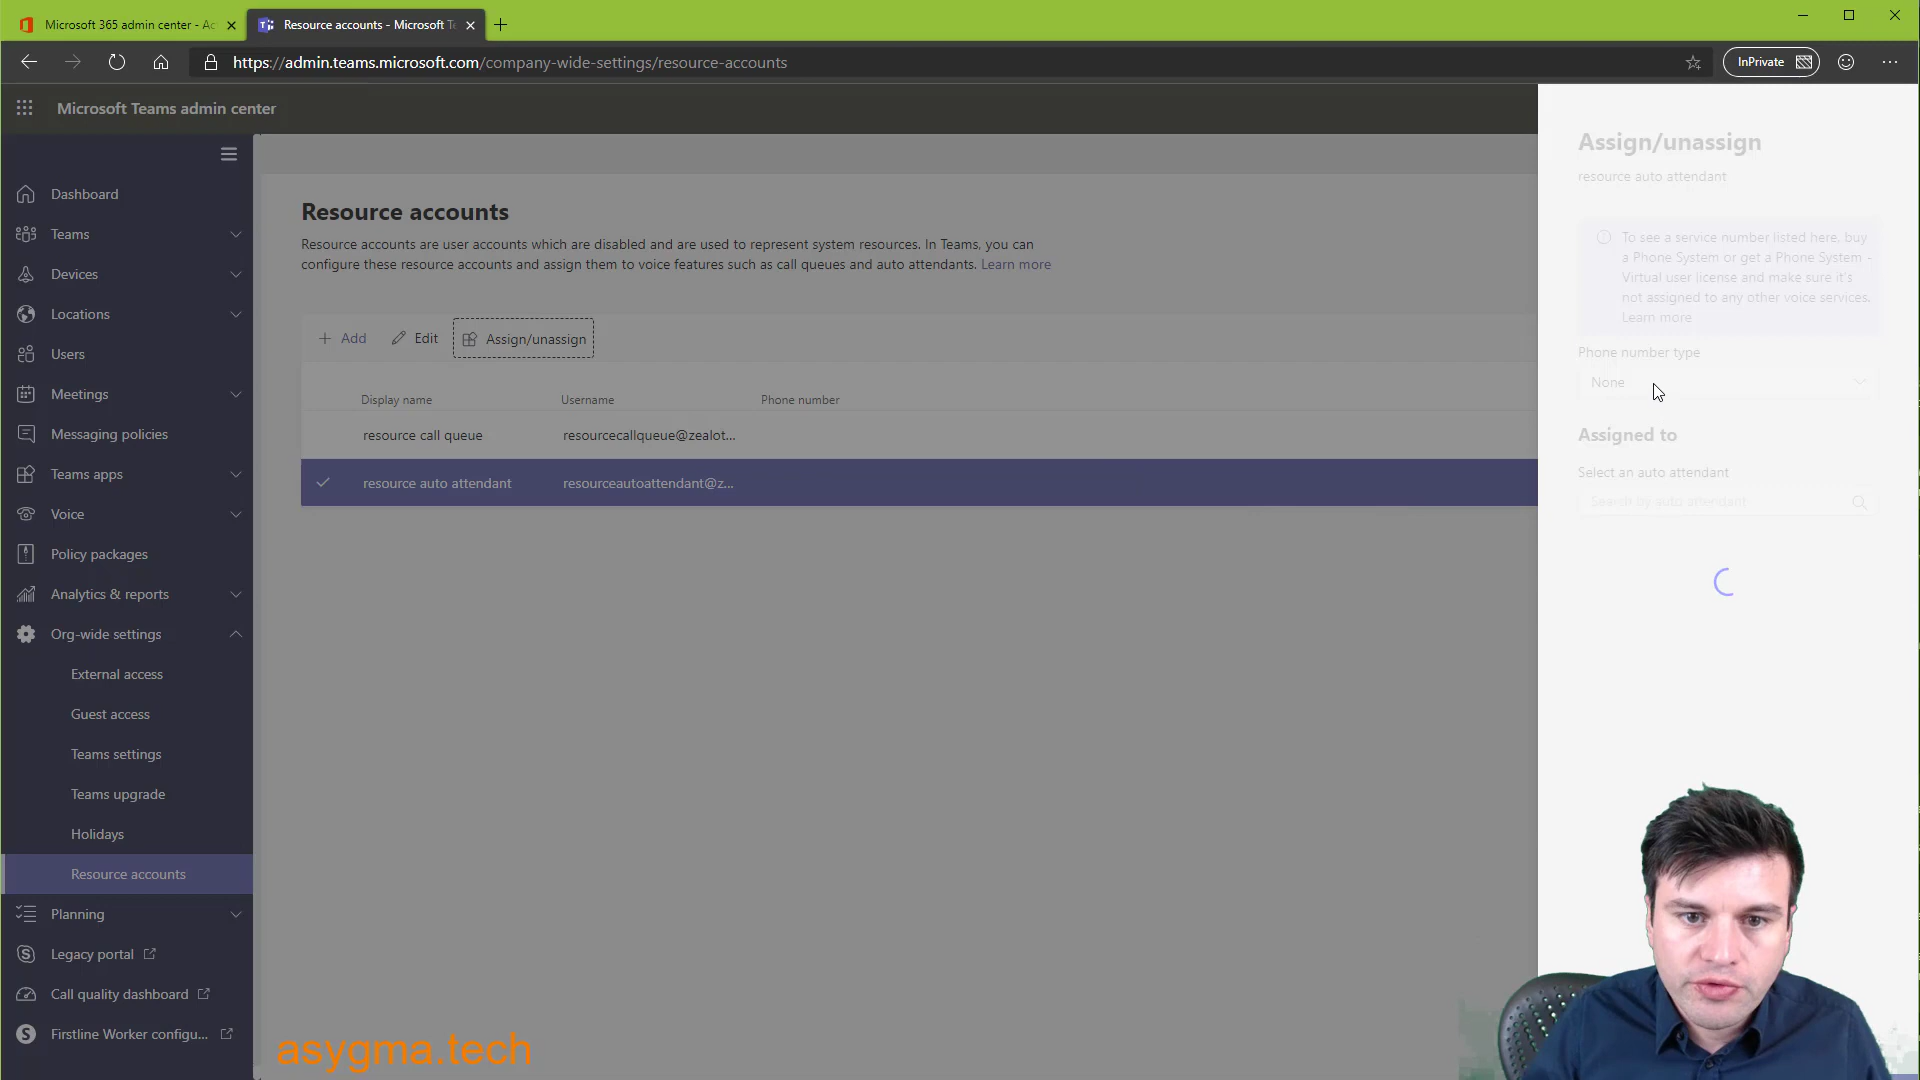 Microsoft 365 admin center - Ac
Resource accounts - Microsoft Te
https://admin.teams.microsoft.com/company-wide-settings/resource-accounts
InPrivate
Microsoft Teams admin center
Dashboard
Teams
Devices
Locations
Users
Meetings
Messaging policies
Teams apps
Voice
Policy packages
Analytics & reports
Org-wide settings
External access
Guest access
Teams settings
Teams upgrade
Holidays
Resource accounts
Planning
Legacy portal
Call quality dashboard
Firstline Worker configu...
Resource accounts
Resource accounts are user accounts which are disabled and are used to represent system resources. In Teams, you can
configure these resource accounts and assign them to voice features such as call queues and auto attendants. Learn more
Add
Edit
Assign/unassign
Display name Username Phone number
resource call queue resourcecallqueue@zealot...
resource auto attendant resourceautoattendant@z...
Assign/unassign
resource auto attendant
To see a service number listed here, buy
a Phone System or get a Phone System -
Virtual user license and make sure it's
not assigned to any other voice services.
Learn more
Phone number type
None
Assigned to
Select an auto attendant
Search by auto attendant
asygma.tech